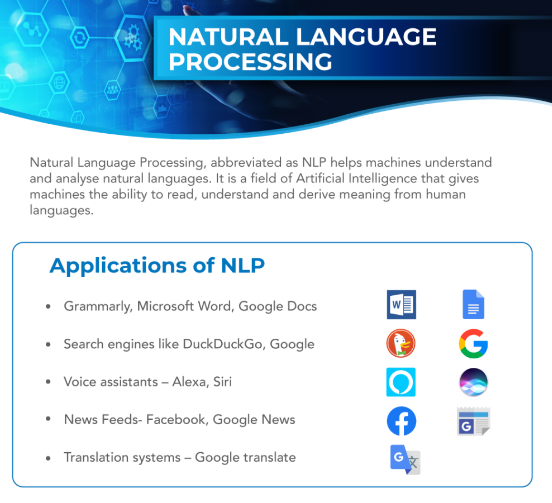 NATURAL LANGUAGE
PROCESSING
Natural Language Processing, abbreviated as NLP helps machines understand
and analyse natural languages. It is a field of Artificial Intelligence that gives
machines the ability to read, understand and derive meaning from human
languages.
Applications of NLP
• Grammarly, Microsoft Word, Google Docs
W
• Search engines like DuckDuckGo, Google
G
• Voice assistants – Alexa, Siri
• News Feeds- Facebook, Google News
f
G
• Translation systems – Google translate
G 文